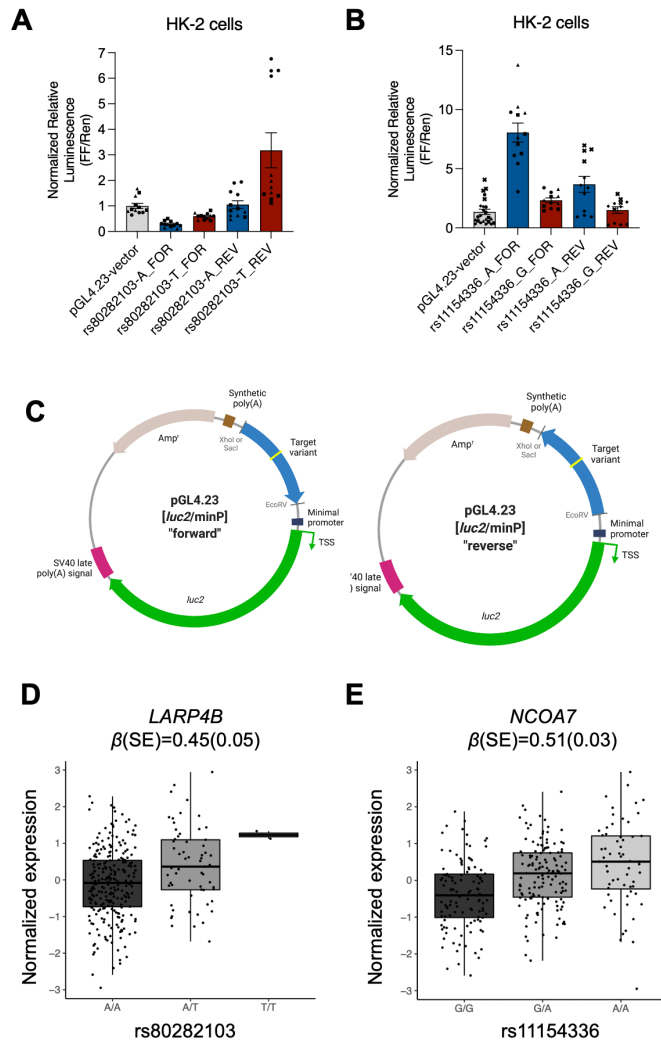 A
HK-2 cells
Normalized Relative
Luminescence
(FF/Ren)
7
6
5
4
3
2
1
0
pGL4.23-vector
rs80282103-A_FOR
rs80282103-T_FOR
rs80282103-A_REV
rs80282103-T_REV
B
HK-2 cells
Normalized Relative
Luminescence
(FF/Ren)
15
10
5
0
pGL4.23-vector
rs11154336_A_FOR
rs11154336_G_FOR
rs11154336_A_REV
rs11154336_G_REV
C
Synthetic
poly(A)
Ampʳ
XhoI or
SacI
Target
variant
pGL4.23
[luc2/minP]
"forward"
EcoRV
Minimal
promoter
TSS
SV40 late
poly(A) signal
luc2
Synthetic
poly(A)
Ampʳ
XhoI or
SacI
Target
variant
pGL4.23
[luc2/minP]
"reverse"
EcoRV
Minimal
promoter
TSS
'40 late
) signal
luc2
D
LARP4B
β(SE)=0.45(0.05)
Normalized expression
3
2
1
0
−1
−2
−3
A/A
A/T
T/T
rs80282103
E
NCOA7
β(SE)=0.51(0.03)
Normalized expression
3
2
1
0
−1
−2
−3
G/G
G/A
A/A
rs11154336